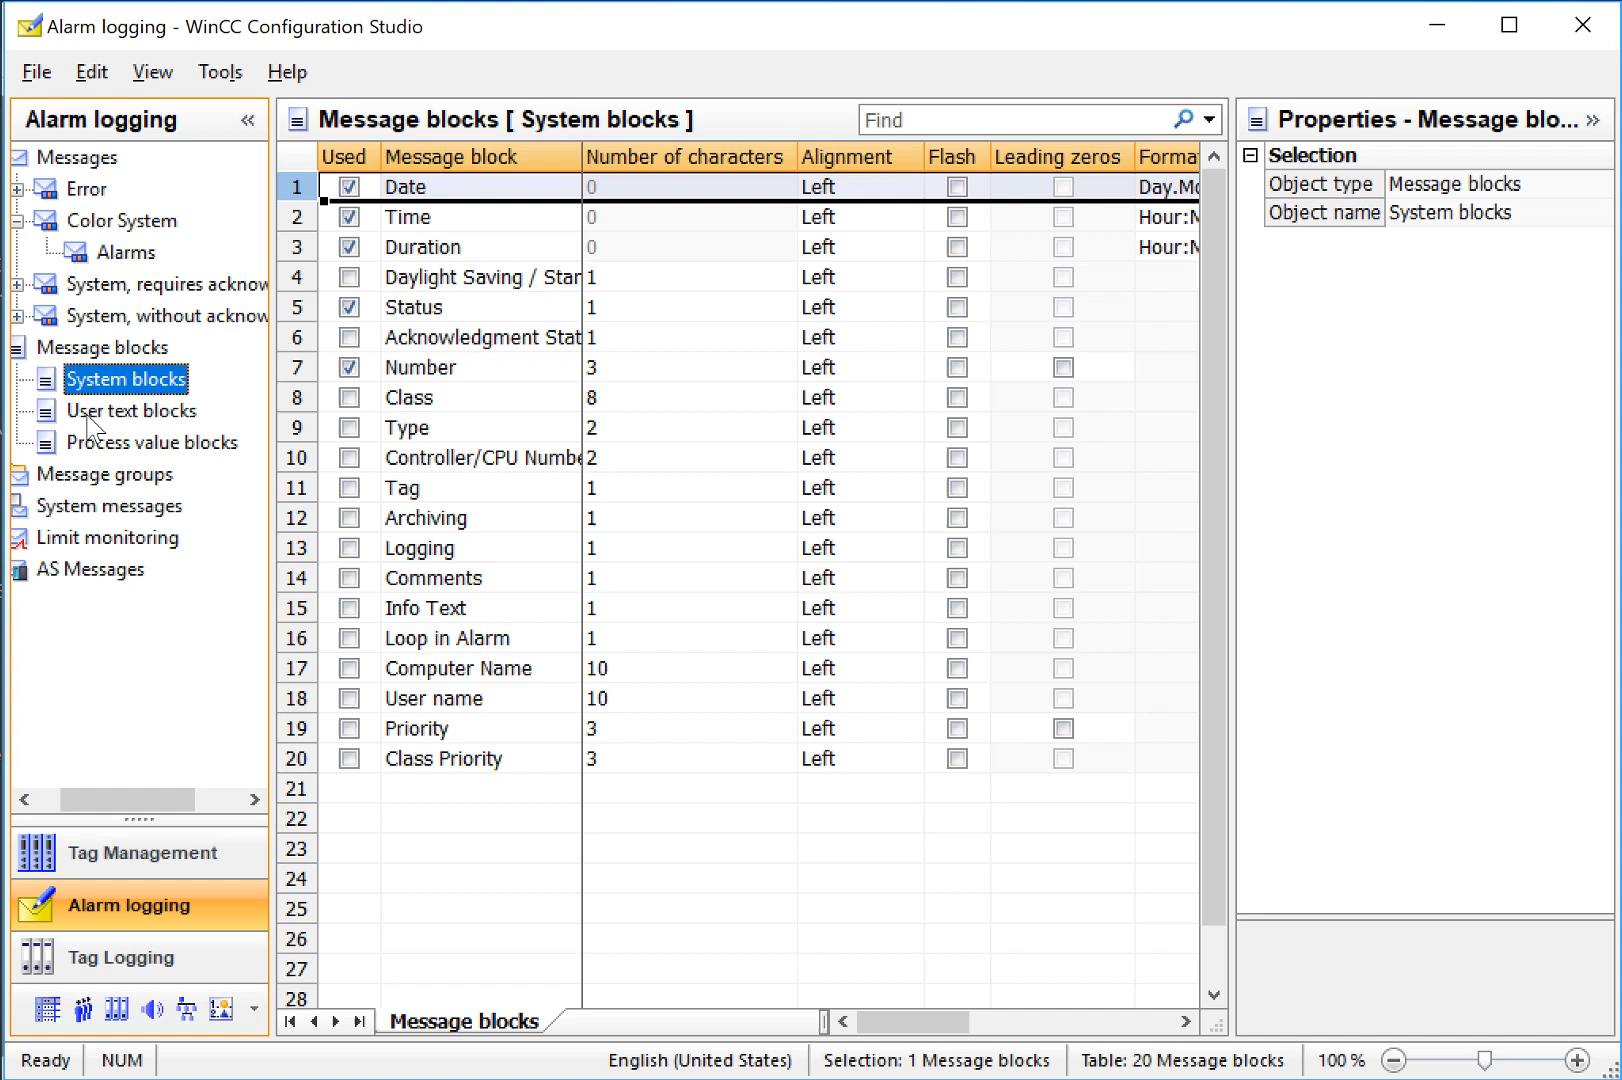 Alarm logging - WinCC Configuration Studio
File Edit View Tools Help
Alarm logging «
Messages
Error
Color System
Alarms
System, requires acknow
System, without acknow
Message blocks
System blocks
User text blocks
Process value blocks
Message groups
System messages
Limit monitoring
AS Messages
Tag Management
Alarm logging
Tag Logging
Message blocks [ System blocks ] Find
Used Message block Number of characters Alignment Flash Leading zeros Forma
1 Date 0 Left Day.Mo
2 Time 0 Left Hour:M
3 Duration 0 Left Hour:M
4 Daylight Saving / Stan 1 Left
5 Status 1 Left
6 Acknowledgment Stat 1 Left
7 Number 3 Left
8 Class 8 Left
9 Type 2 Left
10 Controller/CPU Numbe 2 Left
11 Tag 1 Left
12 Archiving 1 Left
13 Logging 1 Left
14 Comments 1 Left
15 Info Text 1 Left
16 Loop in Alarm 1 Left
17 Computer Name 10 Left
18 User name 10 Left
19 Priority 3 Left
20 Class Priority 3 Left
21
22
23
24
25
26
27
28
Message blocks
Properties - Message blo... »
Selection
Object type Message blocks
Object name System blocks
Ready NUM English (United States) Selection: 1 Message blocks Table: 20 Message blocks 100 %